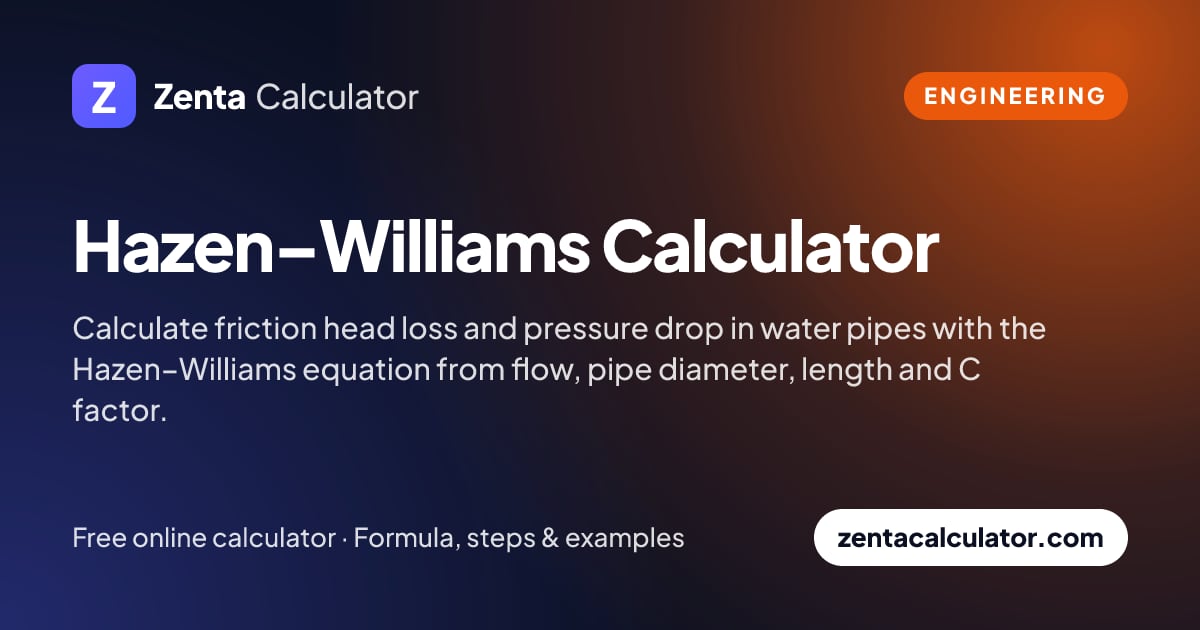 Z
Zenta Calculator
ENGINEERING
Hazen–Williams Calculator
Calculate friction head loss and pressure drop in water pipes with the
Hazen–Williams equation from flow, pipe diameter, length and C
factor.
Free online calculator · Formula, steps & examples
zentacalculator.com